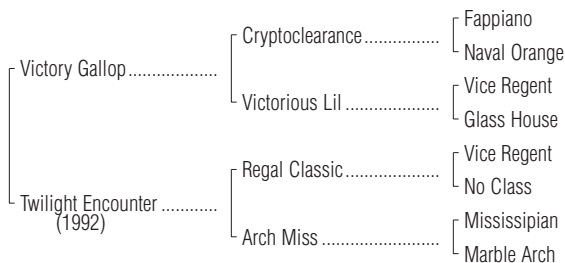 Fappiano
Cryptoclearance................
Naval Orange
Victory Gallop...................
Vice Regent
Victorious Lil ....................
Glass House
Vice Regent
Regal Classic....................
No Class
Twilight Encounter ............
(1992)
Mississipian
Arch Miss .........................
Marble Arch